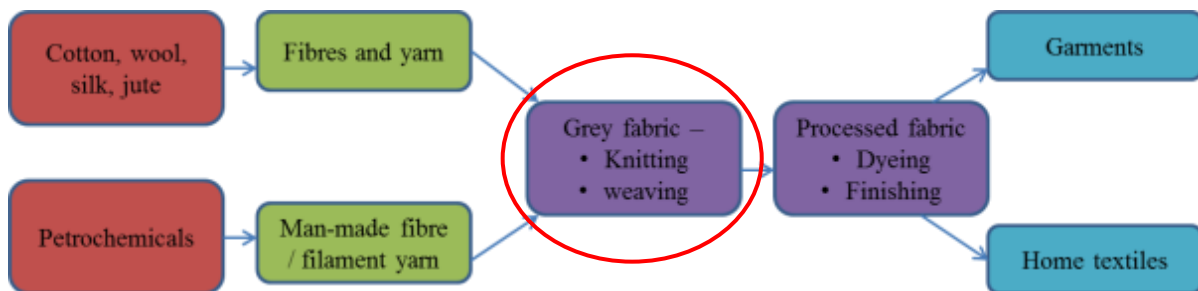 Cotton, wool,
silk, jute
Fibres and yarn
Petrochemicals
Man-made fibre
/ filament yarn
Grey fabric –
• Knitting
• weaving
Processed fabric
• Dyeing
• Finishing
Garments
Home textiles